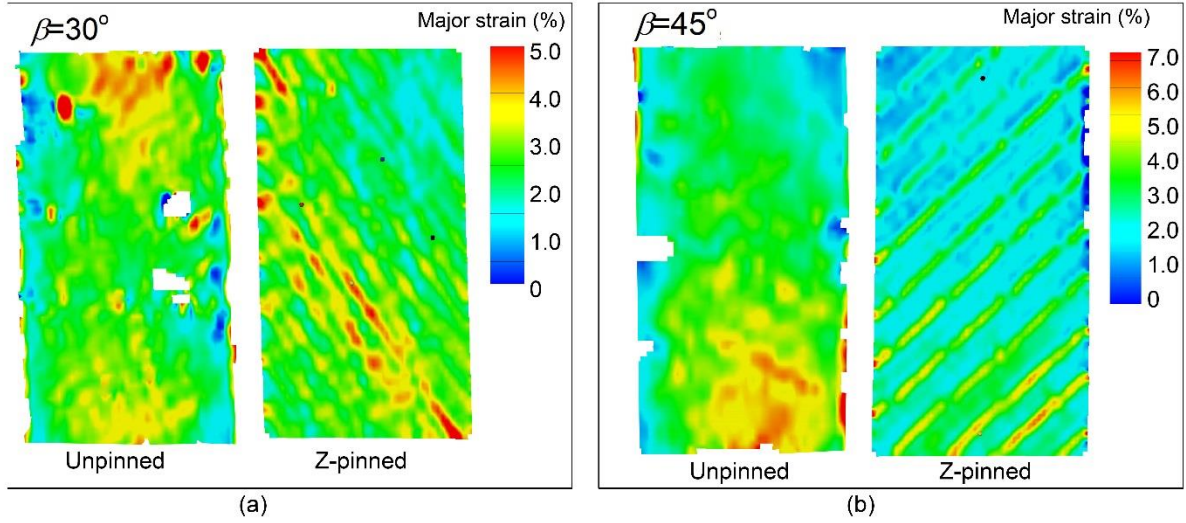 β=30°
Major strain (%)
5.0
4.0
3.0
2.0
1.0
0
Unpinned
Z-pinned
(a)
β=45°
Major strain (%)
7.0
6.0
5.0
4.0
3.0
2.0
1.0
0
Unpinned
Z-pinned
(b)